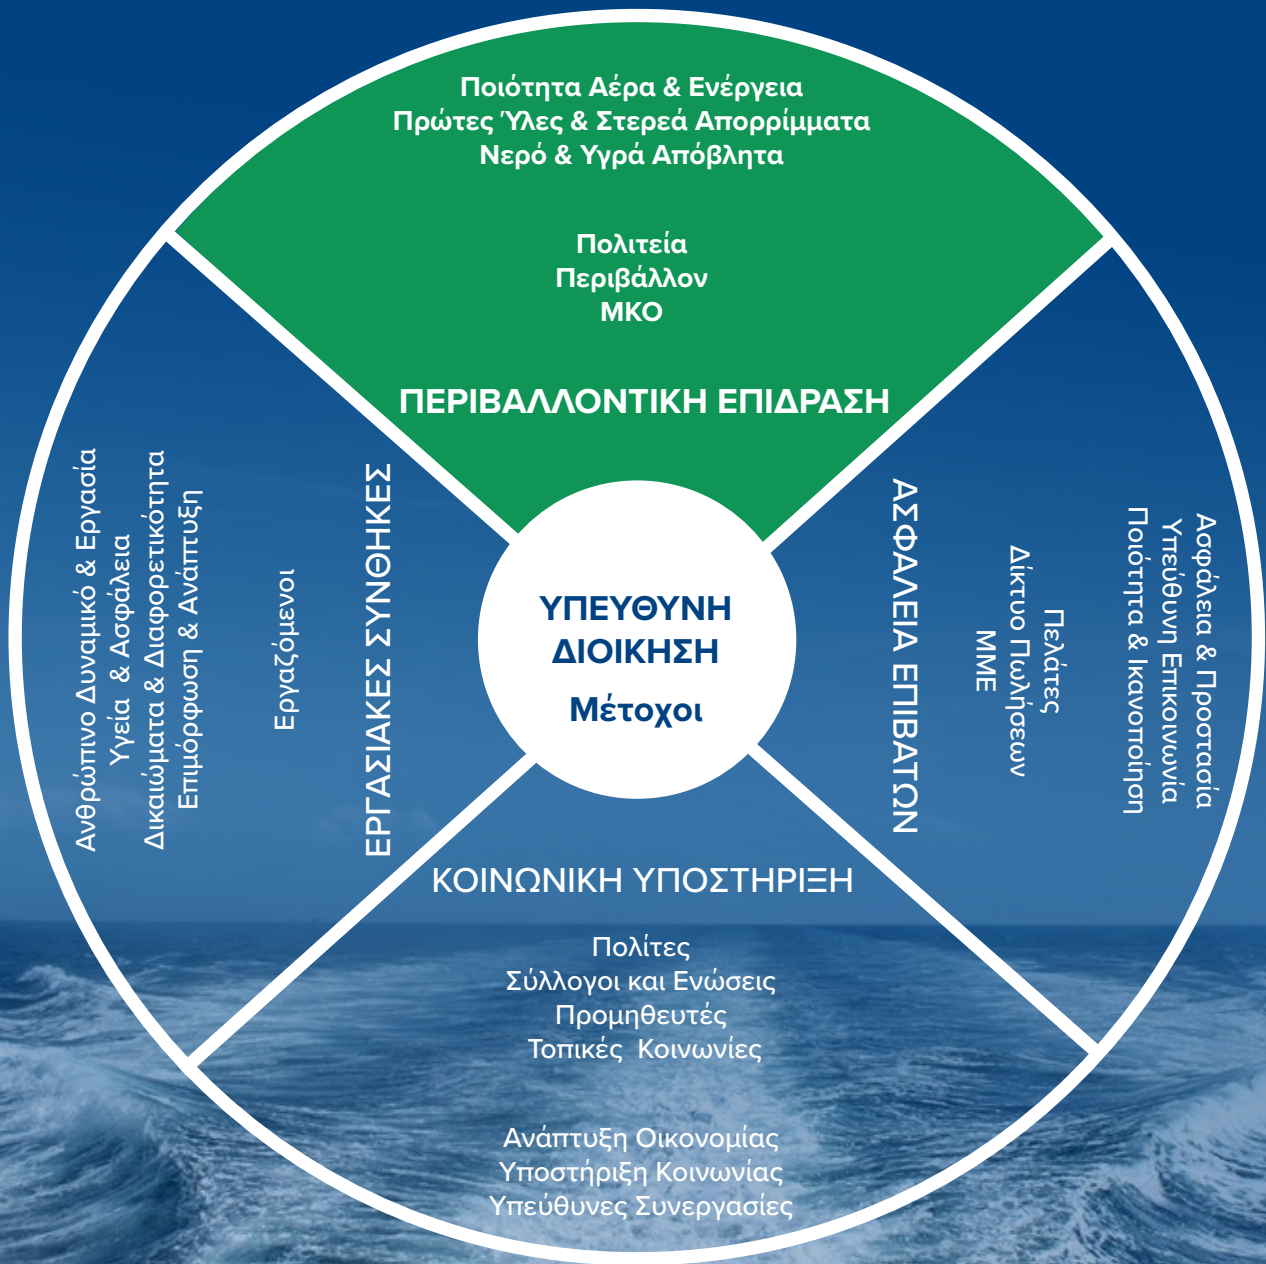 Ποιότητα Αέρα & Ενέργεια
Πρώτες Ύλες & Στερεά Απορρίμματα
Νερό & Υγρά Απόβλητα
Πολιτεία
Περιβάλλον
ΜΚΟ
ΠΕΡΙΒΑΛΛΟΝΤΙΚΗ ΕΠΙΔΡΑΣΗ
Ανθρώπινο Δυναμικό & Εργασία
Υγεία & Ασφάλεια
Δικαιώματα & Διαφορετικότητα
Επιμόρφωση & Ανάπτυξη
Εργαζόμενοι
ΕΡΓΑΣΙΑΚΕΣ ΣΥΝΘΗΚΕΣ
ΥΠΕΥΘΥΝΗ
ΔΙΟΙΚΗΣΗ
Μέτοχοι
Ασφάλεια & Προστασία
Υπεύθυνη Επικοινωνία
Ποιότητα & Ικανοποίηση
Πελάτες
Δίκτυο Πωλήσεων
ΜΜΕ
ΑΣΦΑΛΕΙΑ ΕΠΙΒΑΤΩΝ
ΚΟΙΝΩΝΙΚΗ ΥΠΟΣΤΗΡΙΞΗ
Πολίτες
Σύλλογοι και Ενώσεις
Προμηθευτές
Τοπικές Κοινωνίες
Ανάπτυξη Οικονομίας
Υποστήριξη Κοινωνίας
Υπεύθυνες Συνεργασίες